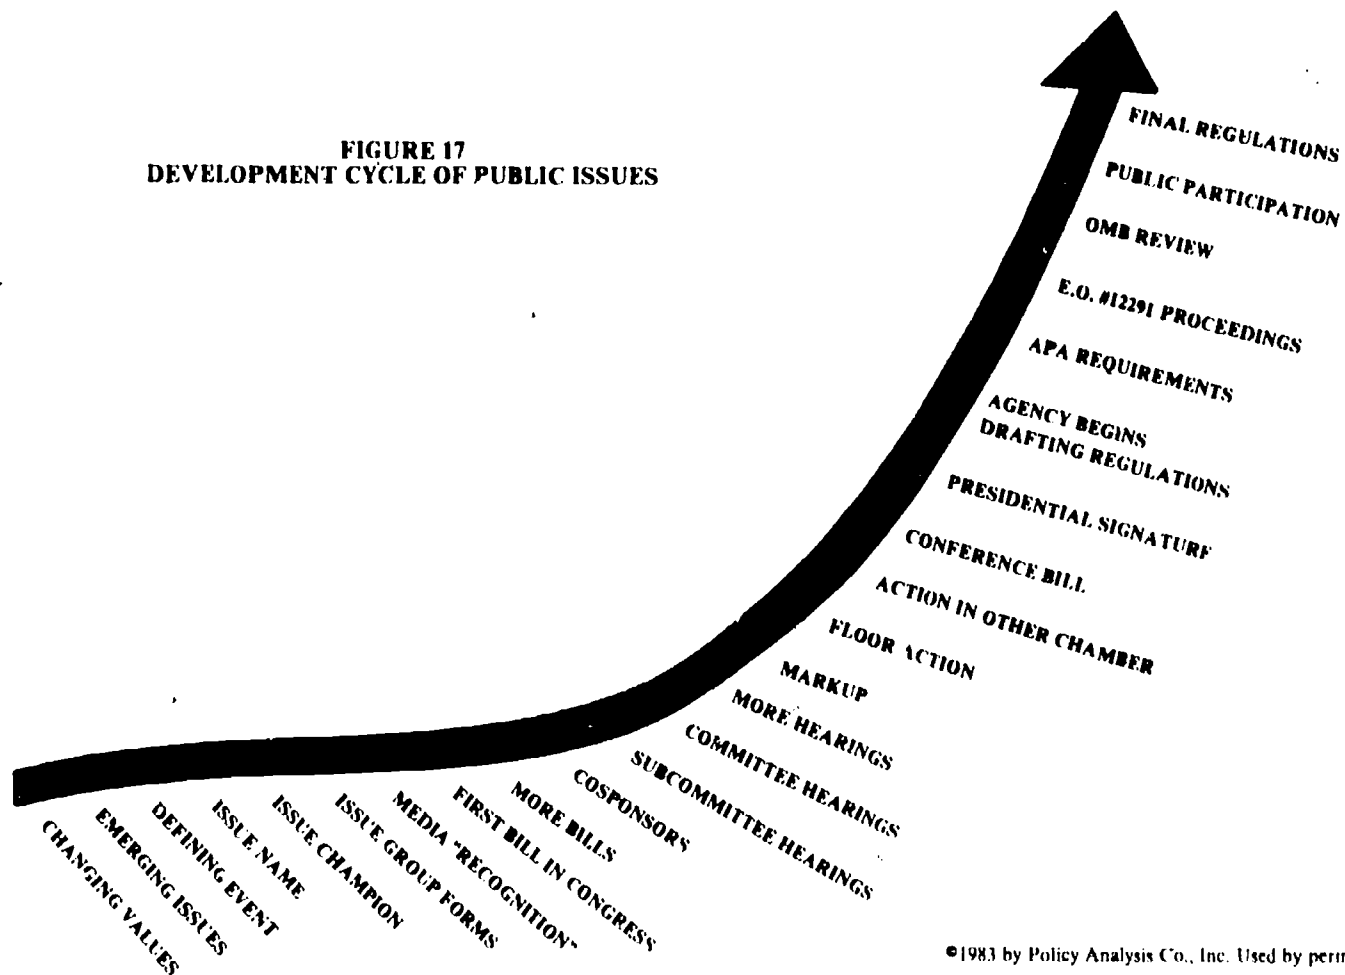 FIGURE 17
DEVELOPMENT CYCLE OF PUBLIC ISSUES
CHANGING VALUES
EMERGING ISSUES
DEFINING EVENT
ISSUE NAME
ISSUE CHAMPION
ISSUE GROUP FORMS
MEDIA "RECOGNITION"
FIRST BILL IN CONGRESS
MORE BILLS
COSPONSORS
SUBCOMMITTEE HEARINGS
COMMITTEE HEARINGS
MORE HEARINGS
MARKUP
FLOOR ACTION
ACTION IN OTHER CHAMBER
CONFERENCE BILL
PRESIDENTIAL SIGNATURE
AGENCY BEGINS
DRAFTING REGULATIONS
APA REQUIREMENTS
E.O. #12291 PROCEEDINGS
OMB REVIEW
PUBLIC PARTICIPATION
FINAL REGULATIONS
©1983 by Policy Analysis Co., Inc. Used by